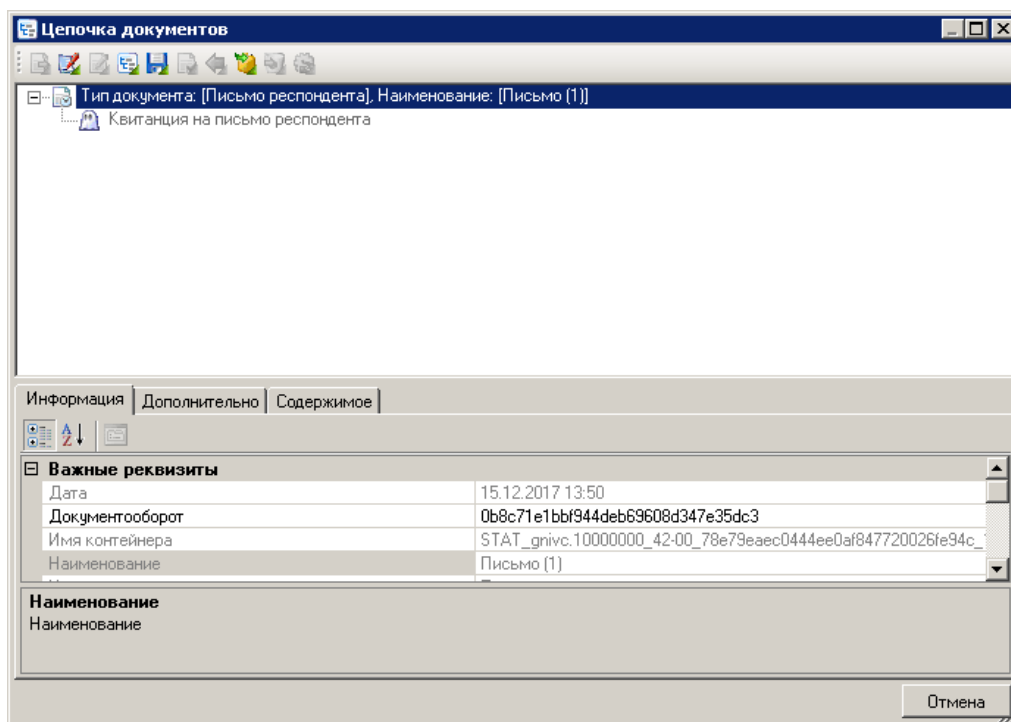 Цепочка документов
Тип документа: [Письмо респондента], Наименование: [Письмо (1)]
Квитанция на письмо респондента
Информация Дополнительно Содержимое
Важные реквизиты
Дата 15.12.2017 13:50
Документооборот 0b8c71e1bbf944deb69608d347e35dc3
Имя контейнера STAT_gnivc.10000000_42-00_78e79eaec0444ee0af847720026fe94c_
Наименование Письмо (1)
Наименование
Наименование
Отмена